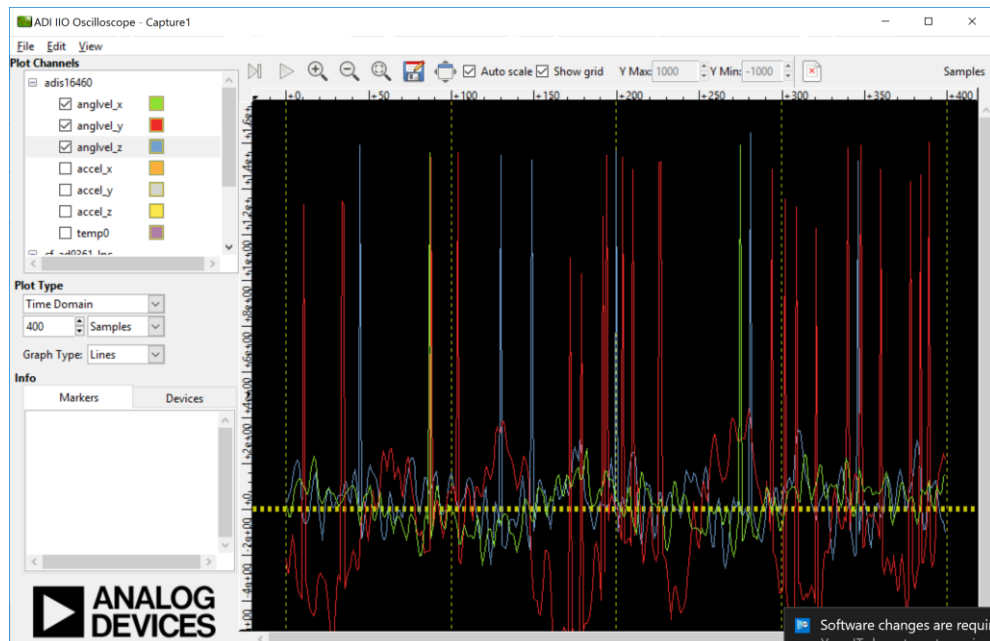 ADI IIO Oscilloscope - Capture1
File Edit View
Plot Channels
adis16460
anglvel_x
anglvel_y
anglvel_z
accel_x
accel_y
accel_z
temp0
Auto scale Show grid Y Max: 1000 Y Min: -1000 Samples
+0 +50 +100 +150 +200 +250 +300 +350 +400
Plot Type
Time Domain
400 Samples
Graph Type: Lines
Info
Markers Devices
ANALOG
DEVICES
Software changes are requi